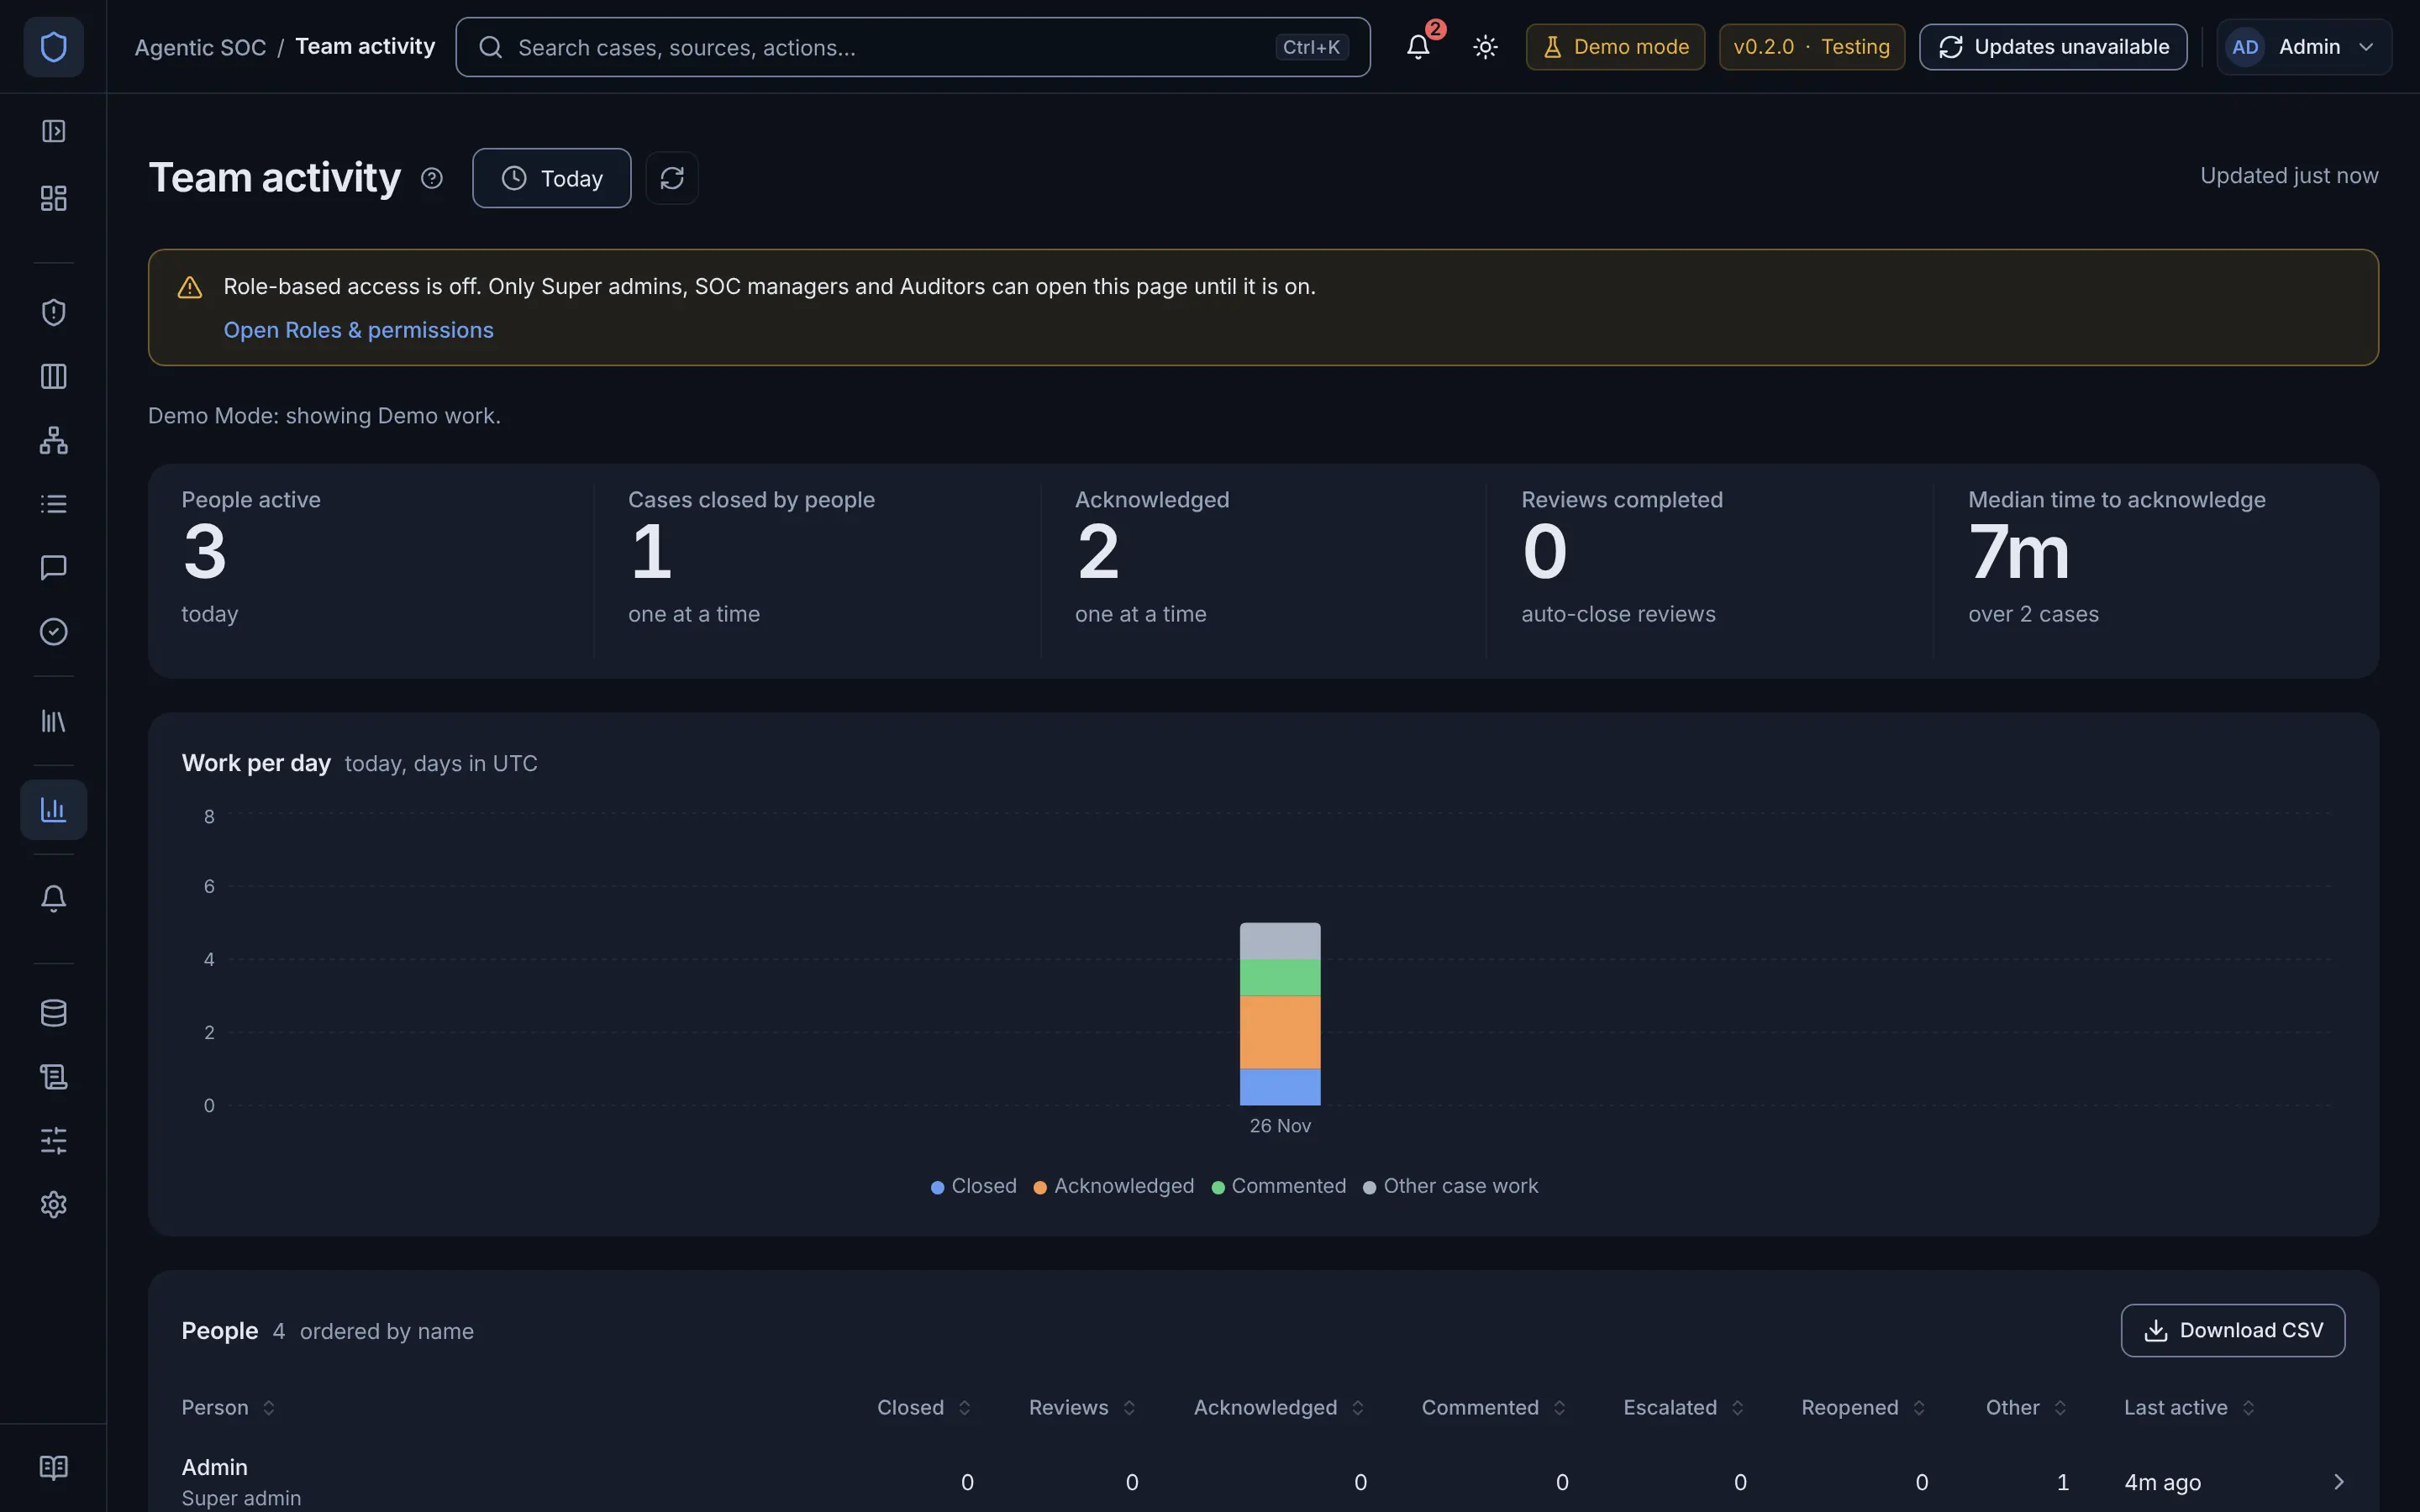 Agentic SOC / Team activity
Search cases, sources, actions...
Ctrl+K
2
Demo mode
v0.2.0 · Testing
Updates unavailable
AD
Admin
Team activity
Today
Updated just now
Role-based access is off. Only Super admins, SOC managers and Auditors can open this page until it is on.
Open Roles & permissions
Demo Mode: showing Demo work.
People active
3
today
Cases closed by people
1
one at a time
Acknowledged
2
one at a time
Reviews completed
0
auto-close reviews
Median time to acknowledge
7m
over 2 cases
Work per day today, days in UTC
8
6
4
2
0
26 Nov
Closed Acknowledged Commented Other case work
People 4 ordered by name
Download CSV
Person Closed Reviews Acknowledged Commented Escalated Reopened Other Last active
Admin
Super admin
0 0 0 0 0 0 1 4m ago